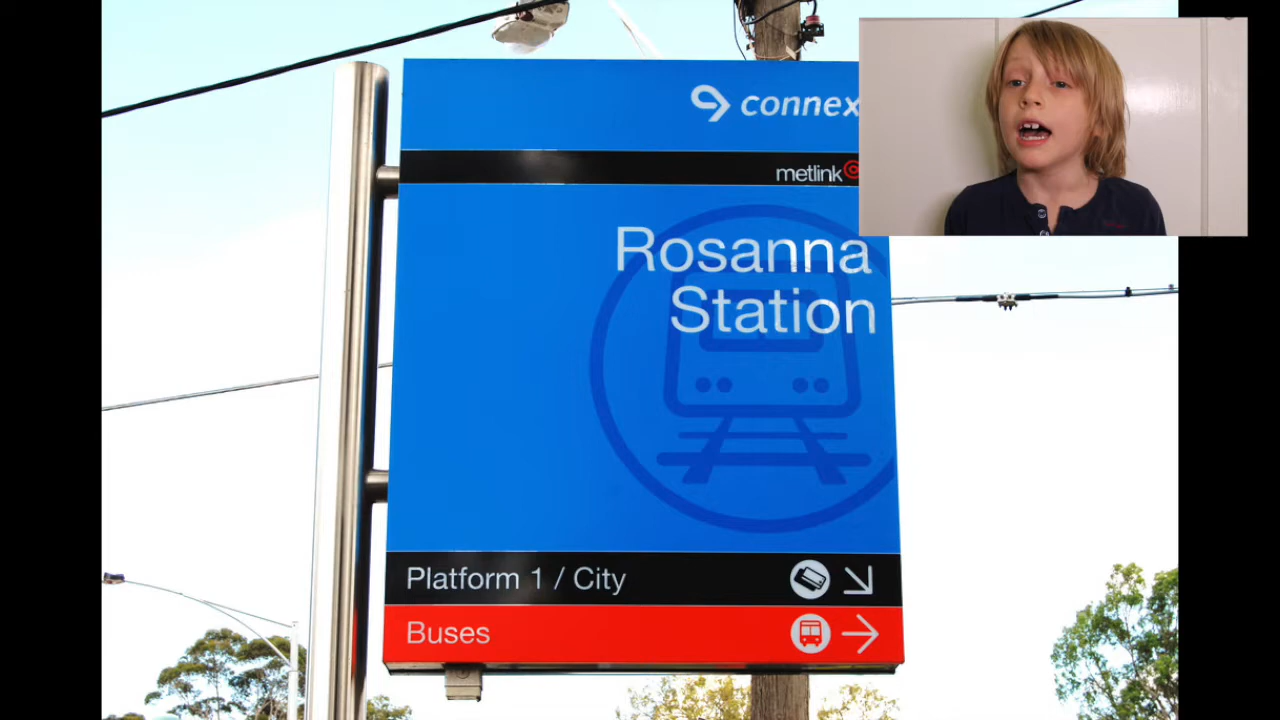 connex
metlink
Rosanna
Station
Platform 1 / City
Buses